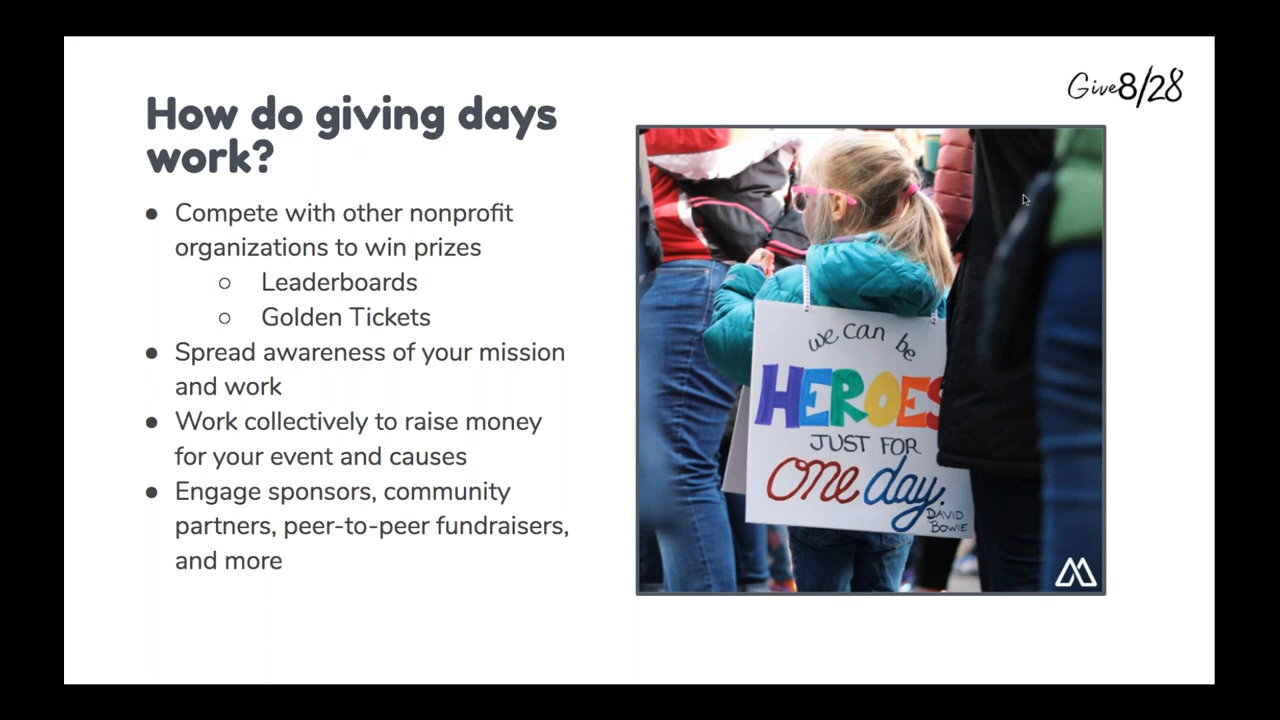 Give8/28
How do giving days
work?
● Compete with other nonprofit
organizations to win prizes
○ Leaderboards
○ Golden Tickets
● Spread awareness of your mission
and work
● Work collectively to raise money
for your event and causes
● Engage sponsors, community
partners, peer-to-peer fundraisers,
and more
we can be
HEROES
JUST FOR
one day.
DAVID
BOWIE